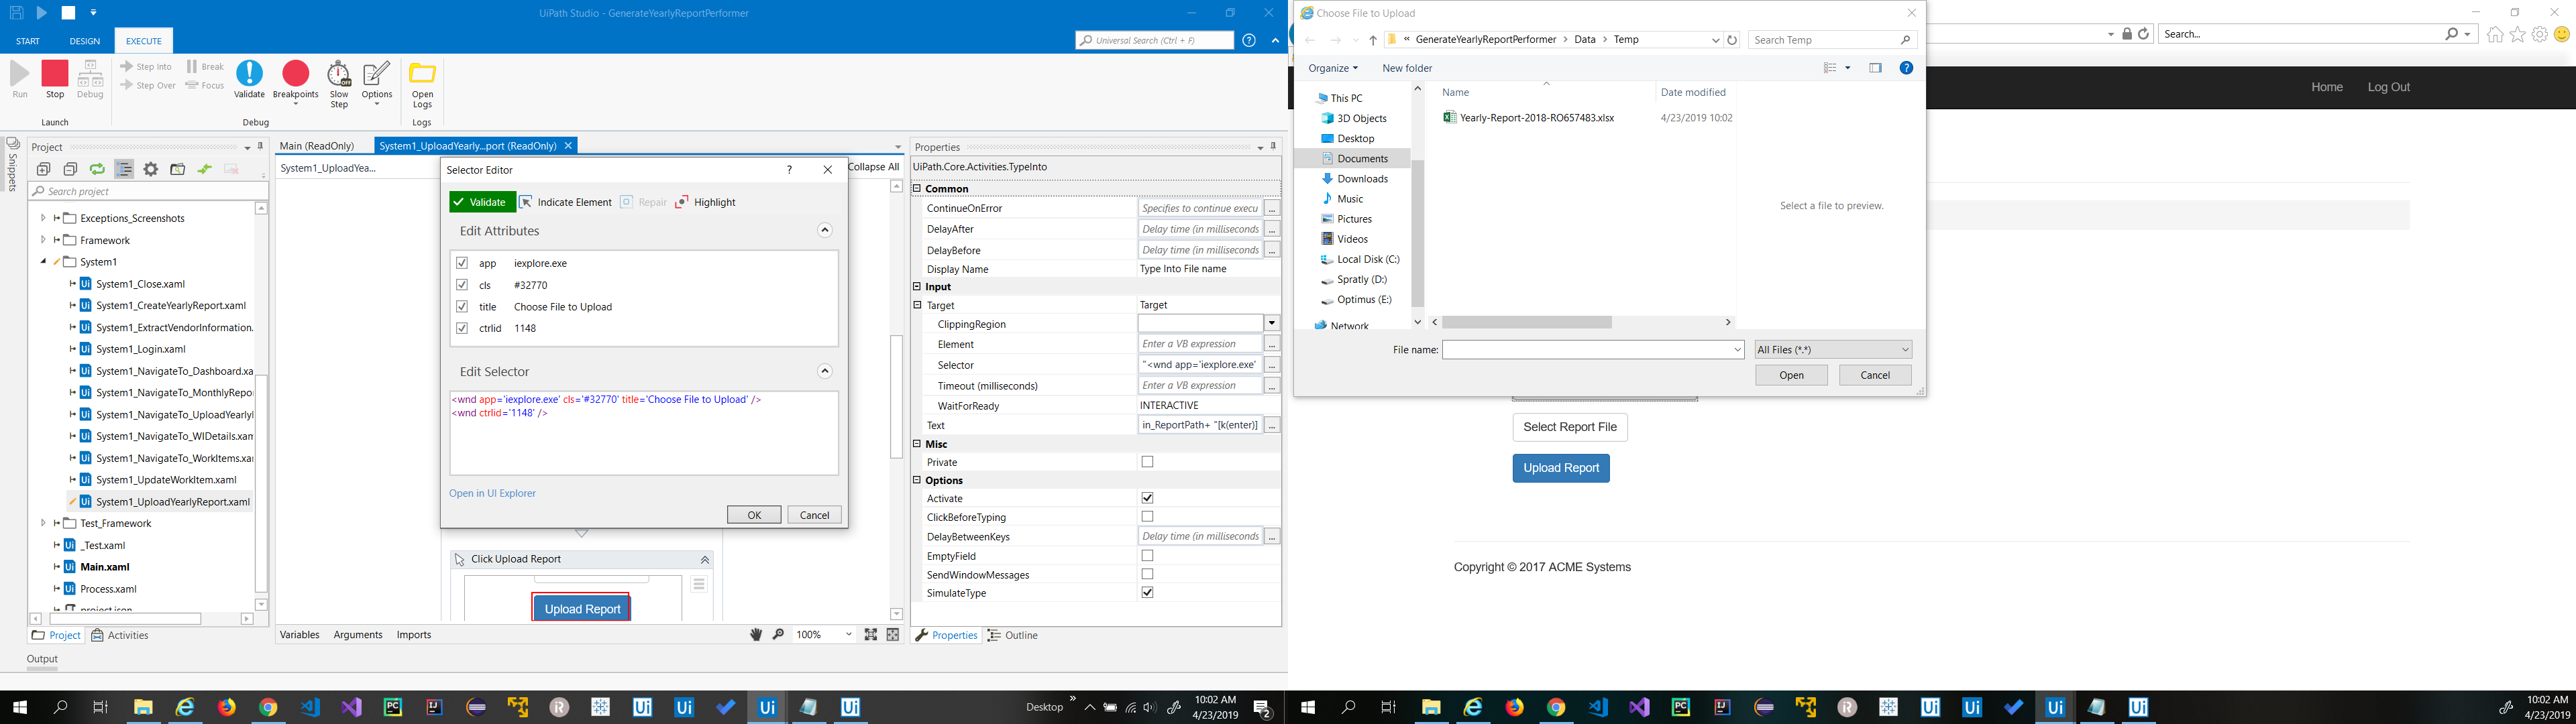 UiPath Studio - GenerateYearlyReportPerformer
START
DESIGN
EXECUTE
Universal Search (Ctrl + F)
Run
Stop
Debug
Launch
Step Into
Step Over
Break
Focus
Validate
Breakpoints
Slow Step
Options
Debug
Open Logs
Logs
Snippets
Project
Search project
Exceptions_Screenshots
Framework
System1
System1_Close.xaml
System1_CreateYearlyReport.xaml
System1_ExtractVendorInformation.
System1_Login.xaml
System1_NavigateTo_Dashboard.xa
System1_NavigateTo_MonthlyRepor
System1_NavigateTo_UploadYearlyI
System1_NavigateTo_WIDetails.xam
System1_NavigateTo_WorkItems.xa
System1_UpdateWorkItem.xaml
System1_UploadYearlyReport.xaml
Test_Framework
_Test.xaml
Main.xaml
Process.xaml
project.json
Project
Activities
Output
Main (ReadOnly)
System1_UploadYearly...port (ReadOnly)
System1_UploadYea...
Collapse All
Selector Editor
Validate
Indicate Element
Repair
Highlight
Edit Attributes
app iexplore.exe
cls #32770
title Choose File to Upload
ctrlid 1148
Edit Selector
<wnd app='iexplore.exe' cls='#32770' title='Choose File to Upload' />
<wnd ctrlid='1148' />
Open in UI Explorer
OK
Cancel
Click Upload Report
Upload Report
Variables
Arguments
Imports
100%
Properties
UiPath.Core.Activities.TypeInto
Common
ContinueOnError Specifies to continue execu ...
DelayAfter Delay time (in milliseconds ...
DelayBefore Delay time (in milliseconds ...
Display Name Type Into File name
Input
Target Target
ClippingRegion
Element Enter a VB expression ...
Selector "<wnd app='iexplore.exe' ...
Timeout (milliseconds) Enter a VB expression ...
WaitForReady INTERACTIVE
Text in_ReportPath+ "[k(enter)] ...
Misc
Private
Options
Activate
ClickBeforeTyping
DelayBetweenKeys Delay time (in milliseconds ...
EmptyField
SendWindowMessages
SimulateType
Properties
Outline
Desktop
10:02 AM
4/23/2019
2
Choose File to Upload
« GenerateYearlyReportPerformer > Data > Temp
Search Temp
Organize
New folder
This PC
3D Objects
Desktop
Documents
Downloads
Music
Pictures
Videos
Local Disk (C:)
Spratly (D:)
Optimus (E:)
Network
Name
Date modified
Yearly-Report-2018-RO657483.xlsx
4/23/2019 10:02
Select a file to preview.
File name:
All Files (*.*)
Open
Cancel
Search...
Home
Log Out
Select Report File
Upload Report
Copyright © 2017 ACME Systems
10:02 AM
4/23/2019